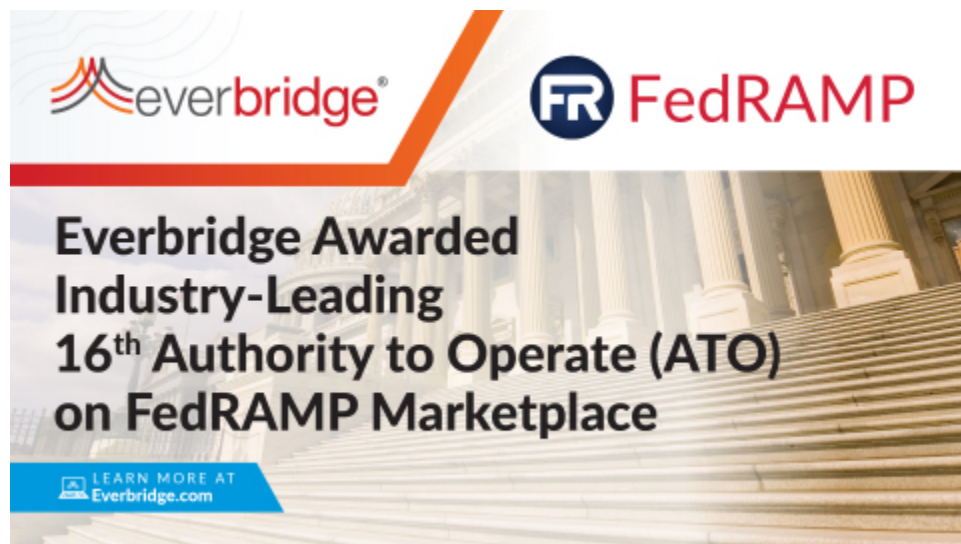 everbridge®
FR FedRAMP
Everbridge Awarded
Industry-Leading
16th Authority to Operate (ATO)
on FedRAMP Marketplace
LEARN MORE AT
Everbridge.com